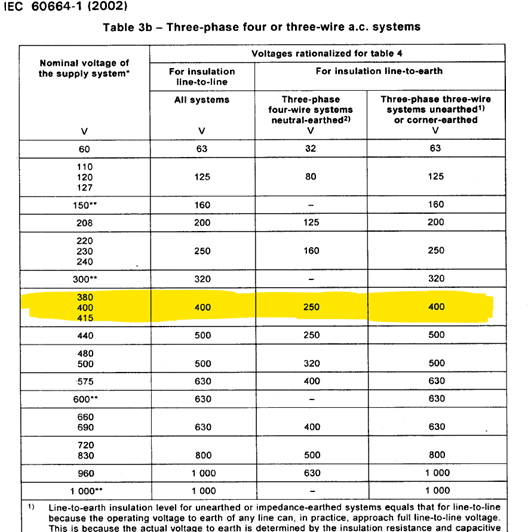 IEC 60664-1 (2002)
Table 3b – Three-phase four or three-wire a.c. systems
Nominal voltage of the supply system* V
Voltages rationalized for table 4
For insulation line-to-line
For insulation line-to-earth
All systems V
Three-phase four-wire systems neutral-earthed2) V
Three-phase three-wire systems unearthed1) or corner-earthed V
60 63 32 63
110
120 125 80 125
127
150** 160 – 160
208 200 125 200
220
230 250 160 250
240
300** 320 – 320
380
400 400 250 400
415
440 500 250 500
480
500 500 320 500
575 630 400 630
600** 630 – 630
660
690 630 400 630
720
830 800 500 800
960 1 000 630 1 000
1 000** 1 000 – 1 000
1) Line-to-earth insulation level for unearthed or impedance-earthed systems equals that for line-to-line
because the operating voltage to earth of any line can, in practice, approach full line-to-line voltage.
This is because the actual voltage to earth is determined by the insulation resistance and capacitive